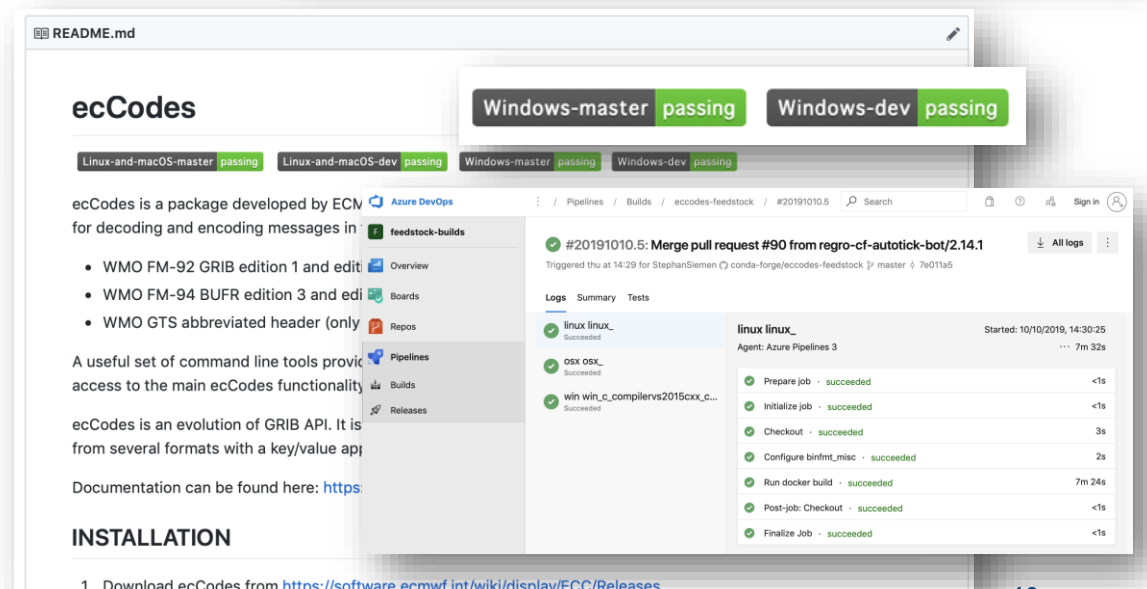 README.md
ecCodes
Windows-master passing Windows-dev passing
Linux-and-macOS-master passing Linux-and-macOS-dev passing Windows-master passing Windows-dev passing
ecCodes is a package developed by ECM
for decoding and encoding messages in
WMO FM-92 GRIB edition 1 and edit
WMO FM-94 BUFR edition 3 and edi
WMO GTS abbreviated header (only
A useful set of command line tools provid
access to the main ecCodes functionality
ecCodes is an evolution of GRIB API. It is
from several formats with a key/value app
Documentation can be found here: https:
INSTALLATION
1. Download ecCodes from https://software.ecmwf.int/wiki/display/ECC/Releases
Azure DevOps
/ Pipelines / Builds / eccodes-feedstock / #20191010.5 Search Sign in
F feedstock-builds
Overview
Boards
Repos
Pipelines
Builds
Releases
#20191010.5: Merge pull request #90 from regro-cf-autotick-bot/2.14.1
All logs
Triggered thu at 14:29 for StephanSiemen conda-forge/eccodes-feedstock master 7e011a5
Logs Summary Tests
linux linux_
Succeeded
osx osx_
Succeeded
win win_c_compilervs2015cxx_c...
Succeeded
linux linux_ Started: 10/10/2019, 14:30:25
Agent: Azure Pipelines 3 ··· 7m 32s
Prepare job · succeeded <1s
Initialize job · succeeded <1s
Checkout · succeeded 3s
Configure binfmt_misc · succeeded 2s
Run docker build · succeeded 7m 24s
Post-job: Checkout · succeeded <1s
Finalize Job · succeeded <1s